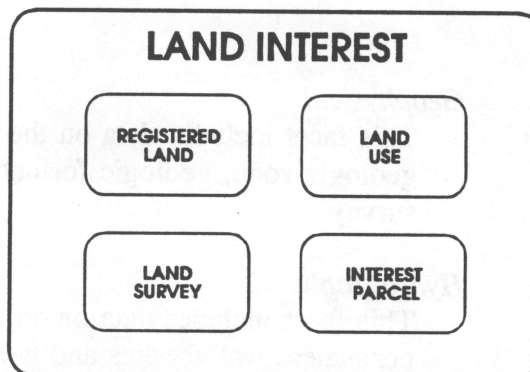 LAND INTEREST
REGISTERED
LAND
LAND
USE
LAND
SURVEY
INTEREST
PARCEL